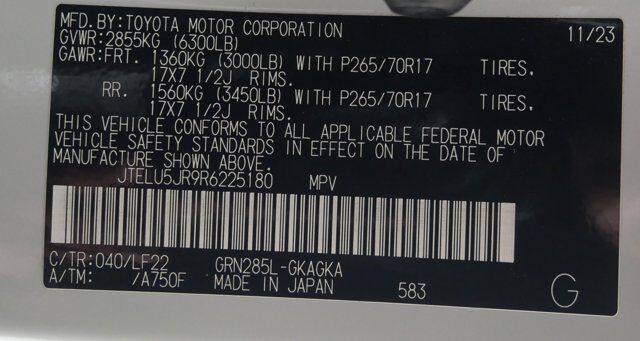 MFD.BY:TOYOTA MOTOR CORPORATION 11/23
GVWR:2855KG (6300LB)
GAWR:FRT. 1360KG (3000LB) WITH P265/70R17 TIRES,
17X7 1/2J RIMS.
RR. 1560KG (3450LB) WITH P265/70R17 TIRES,
17X7 1/2J RIMS.
THIS VEHICLE CONFORMS TO ALL APPLICABLE FEDERAL MOTOR
VEHICLE SAFETY STANDARDS IN EFFECT ON THE DATE OF
MANUFACTURE SHOWN ABOVE.
JTELU5JR9R6225180 MPV
C/TR:040/LF22 GRN285L-GKAGKA
A/TM: /A750F MADE IN JAPAN 583 G